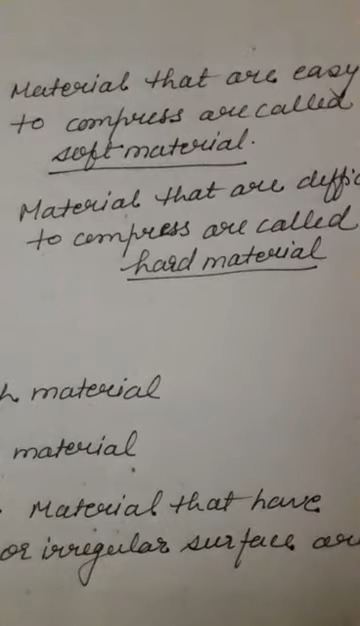 Material that are easy
to compress are called
soft material.
Material that are
to compress are called
hard material
material
material
Material that have
or irregular surface